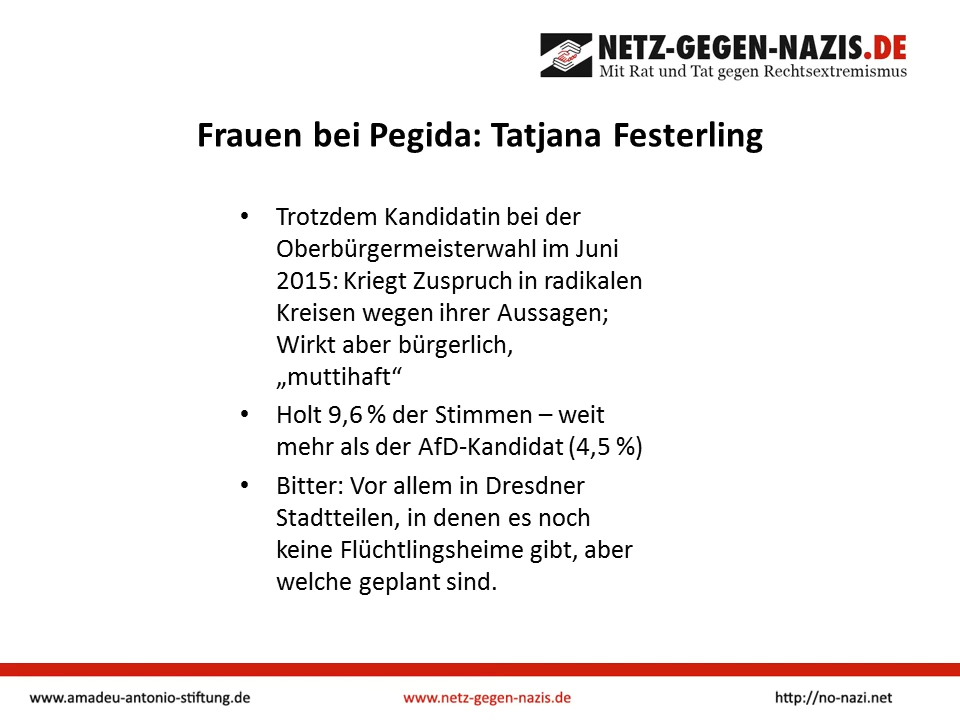 NETZ-GEGEN-NAZIS.DE
Mit Rat und Tat gegen Rechtsextremismus
Frauen bei Pegida: Tatjana Festerling
• Trotzdem Kandidatin bei der
Oberbürgermeisterwahl im Juni
2015: Kriegt Zuspruch in radikalen
Kreisen wegen ihrer Aussagen;
Wirkt aber bürgerlich,
„muttihaft“
• Holt 9,6 % der Stimmen – weit
mehr als der AfD-Kandidat (4,5 %)
• Bitter: Vor allem in Dresdner
Stadtteilen, in denen es noch
keine Flüchtlingsheime gibt, aber
welche geplant sind.
www.amadeu-antonio-stiftung.de www.netz-gegen-nazis.de http://no-nazi.net